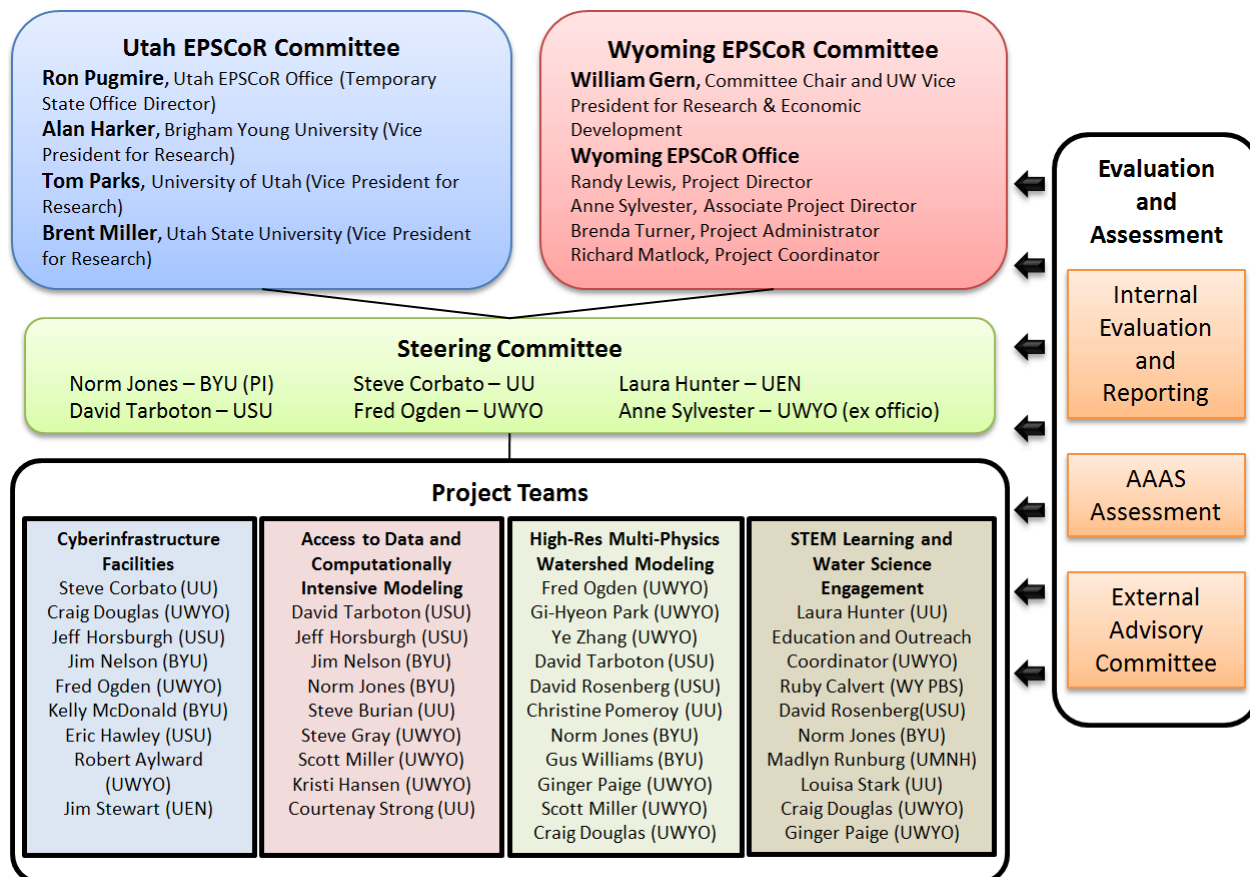 Utah EPSCoR Committee
Ron Pugmire, Utah EPSCoR Office (Temporary
State Office Director)
Alan Harker, Brigham Young University (Vice
President for Research)
Tom Parks, University of Utah (Vice President for
Research)
Brent Miller, Utah State University (Vice President
for Research)
Wyoming EPSCoR Committee
William Gern, Committee Chair and UW Vice
President for Research & Economic
Development
Wyoming EPSCoR Office
Randy Lewis, Project Director
Anne Sylvester, Associate Project Director
Brenda Turner, Project Administrator
Richard Matlock, Project Coordinator
Steering Committee
Norm Jones – BYU (PI)
David Tarboton – USU
Steve Corbato – UU
Fred Ogden – UWYO
Laura Hunter – UEN
Anne Sylvester – UWYO (ex officio)
Project Teams
Cyberinfrastructure
Facilities
Steve Corbato (UU)
Craig Douglas (UWYO)
Jeff Horsburgh (USU)
Jim Nelson (BYU)
Fred Ogden (UWYO)
Kelly McDonald (BYU)
Eric Hawley (USU)
Robert Aylward
(UWYO)
Jim Stewart (UEN)
Access to Data and
Computationally
Intensive Modeling
David Tarboton (USU)
Jeff Horsburgh (USU)
Jim Nelson (BYU)
Norm Jones (BYU)
Steve Burian (UU)
Steve Gray (UWYO)
Scott Miller (UWYO)
Kristi Hansen (UWYO)
Courtenay Strong (UU)
High-Res Multi-Physics
Watershed Modeling
Fred Ogden (UWYO)
Gi-Hyeon Park (UWYO)
Ye Zhang (UWYO)
David Tarboton (USU)
David Rosenberg (USU)
Christine Pomeroy (UU)
Norm Jones (BYU)
Gus Williams (BYU)
Ginger Paige (UWYO)
Scott Miller (UWYO)
Craig Douglas (UWYO)
STEM Learning and
Water Science
Engagement
Laura Hunter (UU)
Education and Outreach
Coordinator (UWYO)
Ruby Calvert (WY PBS)
David Rosenberg(USU)
Norm Jones (BYU)
Madlyn Runburg (UMNH)
Louisa Stark (UU)
Craig Douglas (UWYO)
Ginger Paige (UWYO)
Evaluation
and
Assessment
Internal
Evaluation
and
Reporting
AAAS
Assessment
External
Advisory
Committee